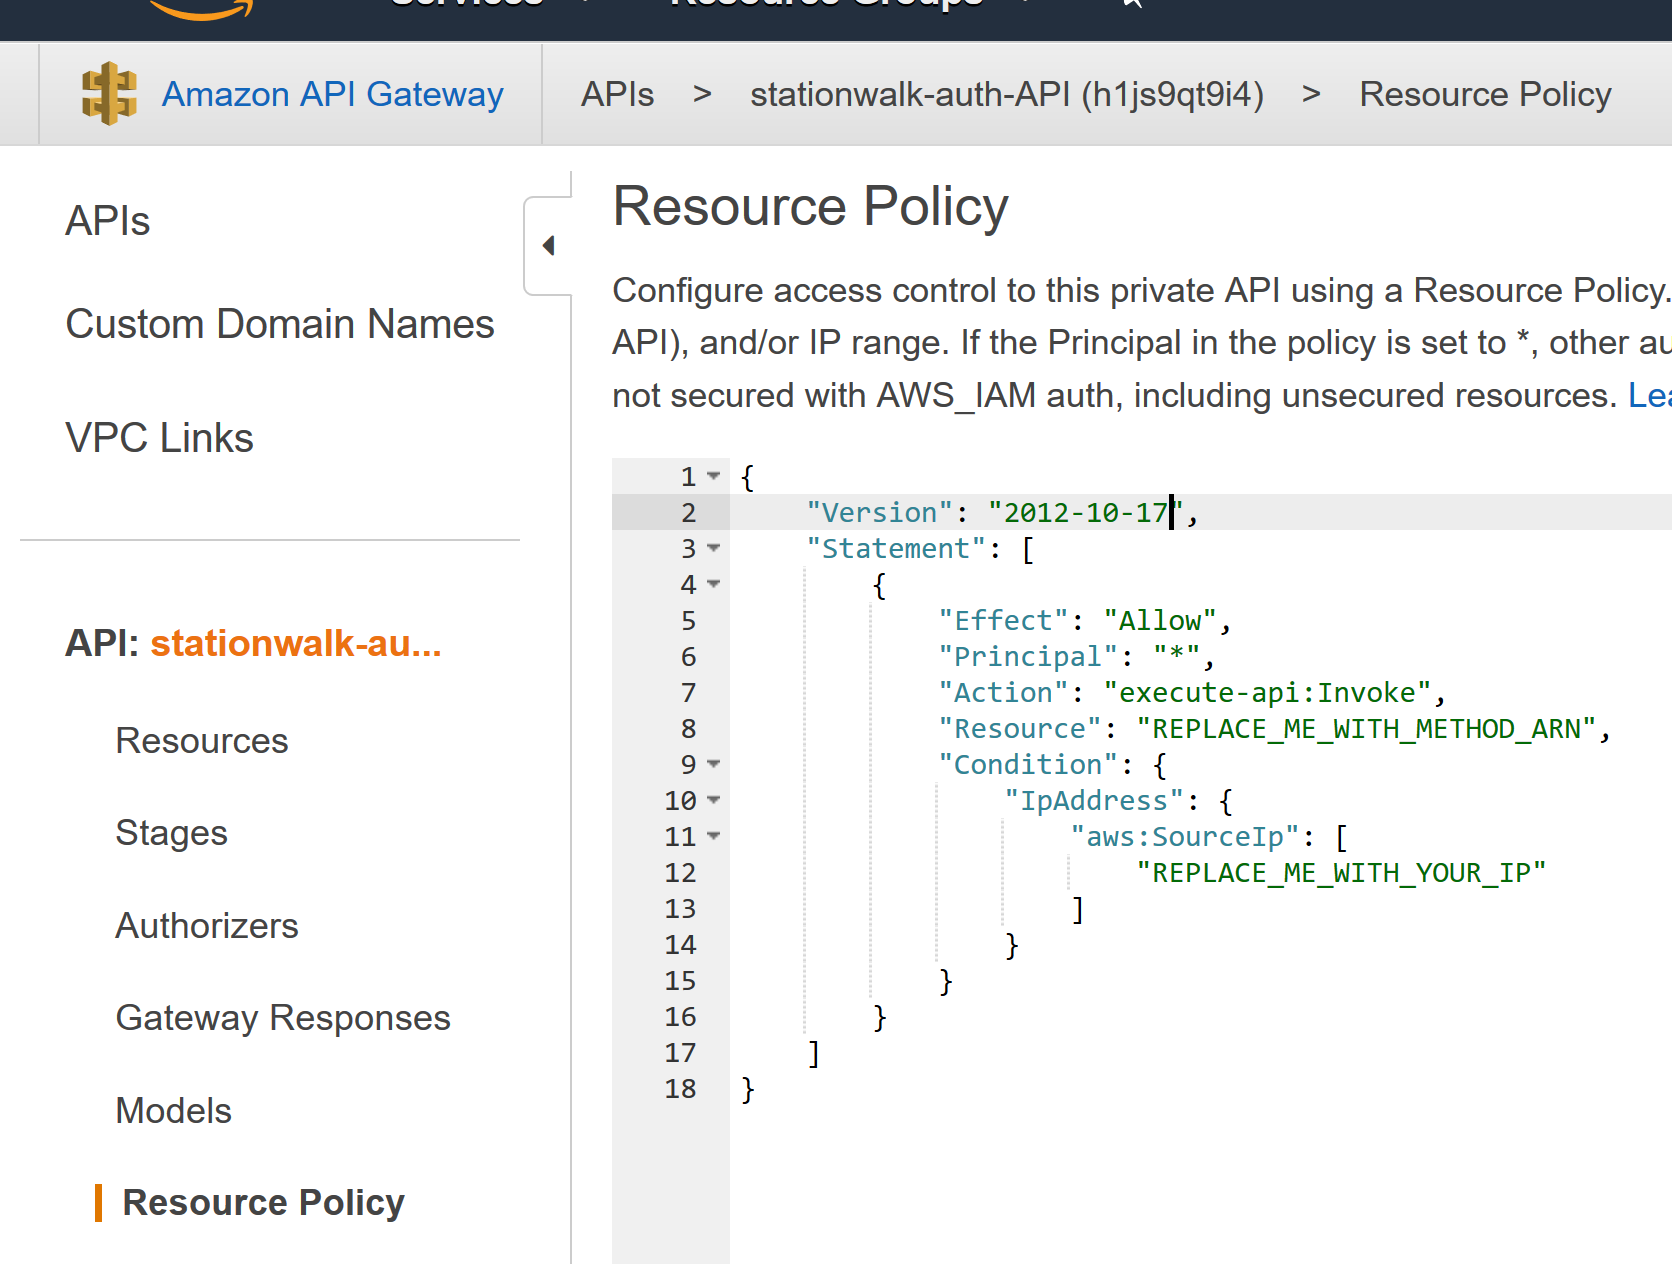 Services Resource Groups
Amazon API Gateway APIs > stationwalk-auth-API (h1js9qt9i4) > Resource Policy
APIs
Custom Domain Names
VPC Links
API: stationwalk-au...
Resources
Stages
Authorizers
Gateway Responses
Models
Resource Policy
Resource Policy
Configure access control to this private API using a Resource Policy.
API), and/or IP range. If the Principal in the policy is set to *, other au
not secured with AWS_IAM auth, including unsecured resources. Lea
1 {
2 "Version": "2012-10-17",
3 "Statement": [
4 {
5 "Effect": "Allow",
6 "Principal": "*",
7 "Action": "execute-api:Invoke",
8 "Resource": "REPLACE_ME_WITH_METHOD_ARN",
9 "Condition": {
10 "IpAddress": {
11 "aws:SourceIp": [
12 "REPLACE_ME_WITH_YOUR_IP"
13 ]
14 }
15 }
16 }
17 ]
18 }